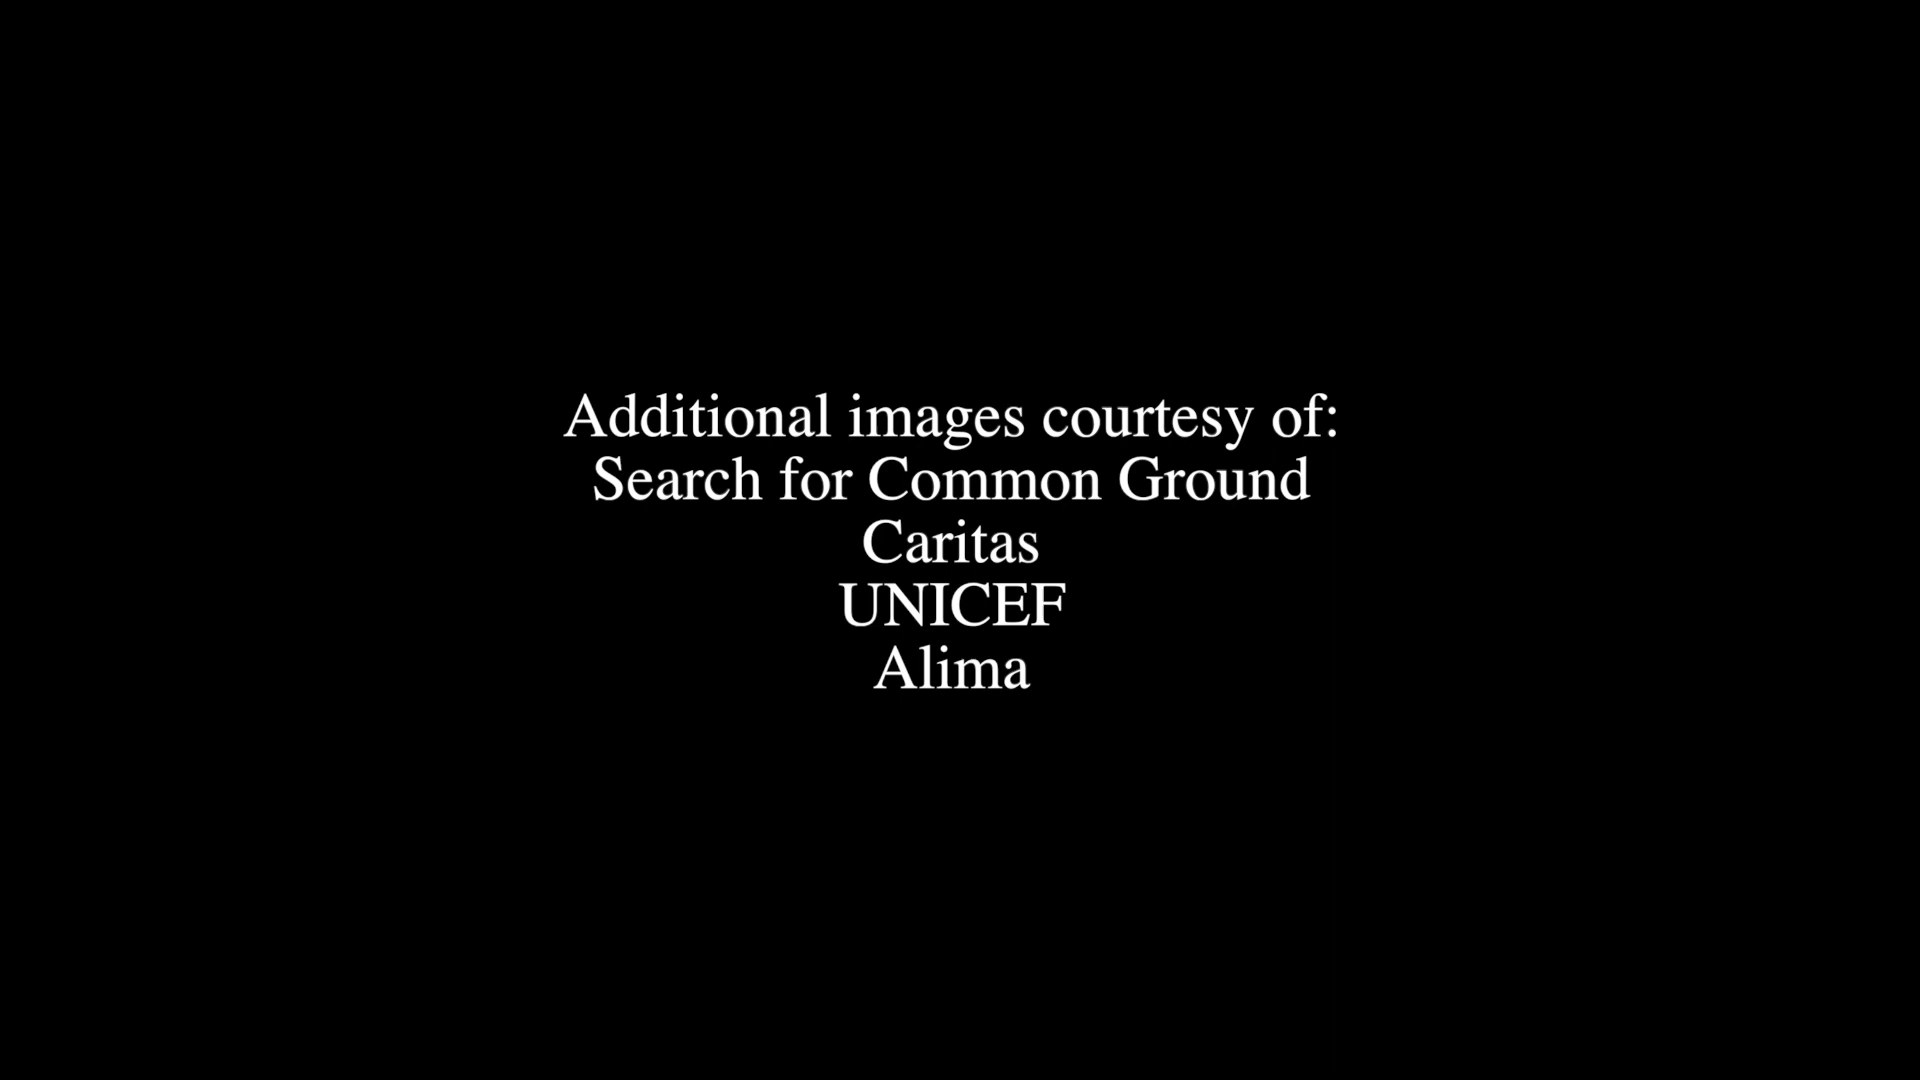 Additional images courtesy of:
Search for Common Ground
Caritas
UNICEF
Alima